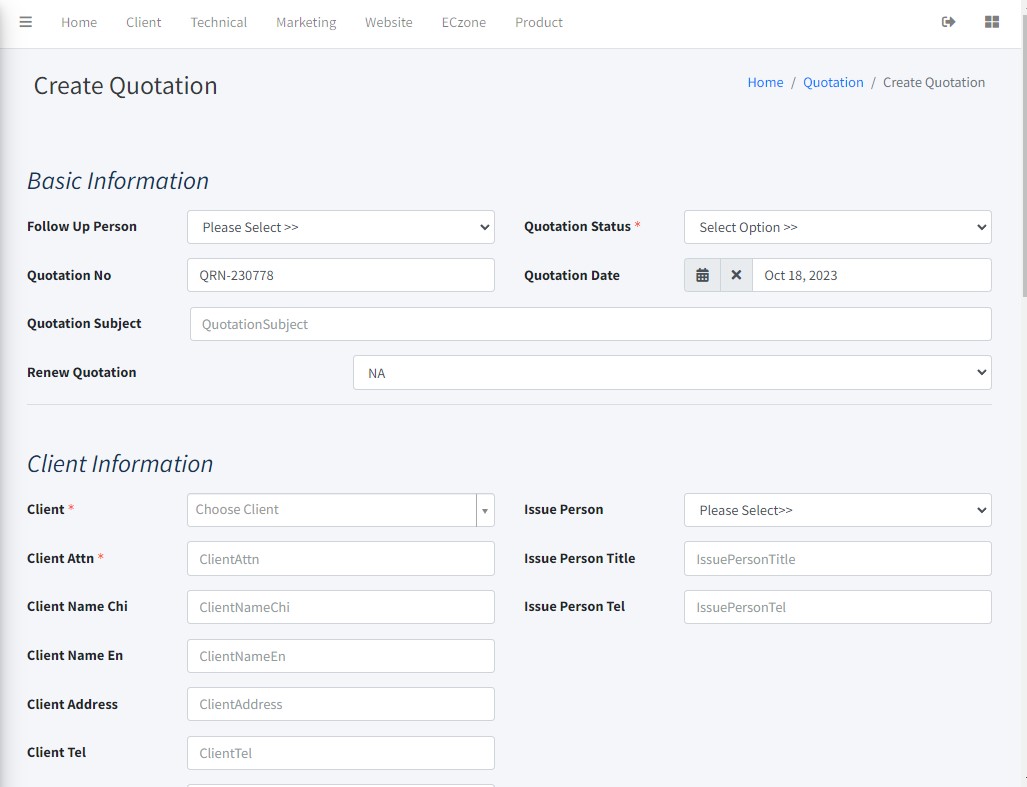 Home Client Technical Marketing Website ECzone Product
Create Quotation
Home / Quotation / Create Quotation
Basic Information
Follow Up Person Please Select >> Quotation Status * Select Option >>
Quotation No QRN-230778 Quotation Date Oct 18, 2023
Quotation Subject QuotationSubject
Renew Quotation NA
Client Information
Client * Choose Client Issue Person Please Select>>
Client Attn * ClientAttn Issue Person Title IssuePersonTitle
Client Name Chi ClientNameChi Issue Person Tel IssuePersonTel
Client Name En ClientNameEn
Client Address ClientAddress
Client Tel ClientTel